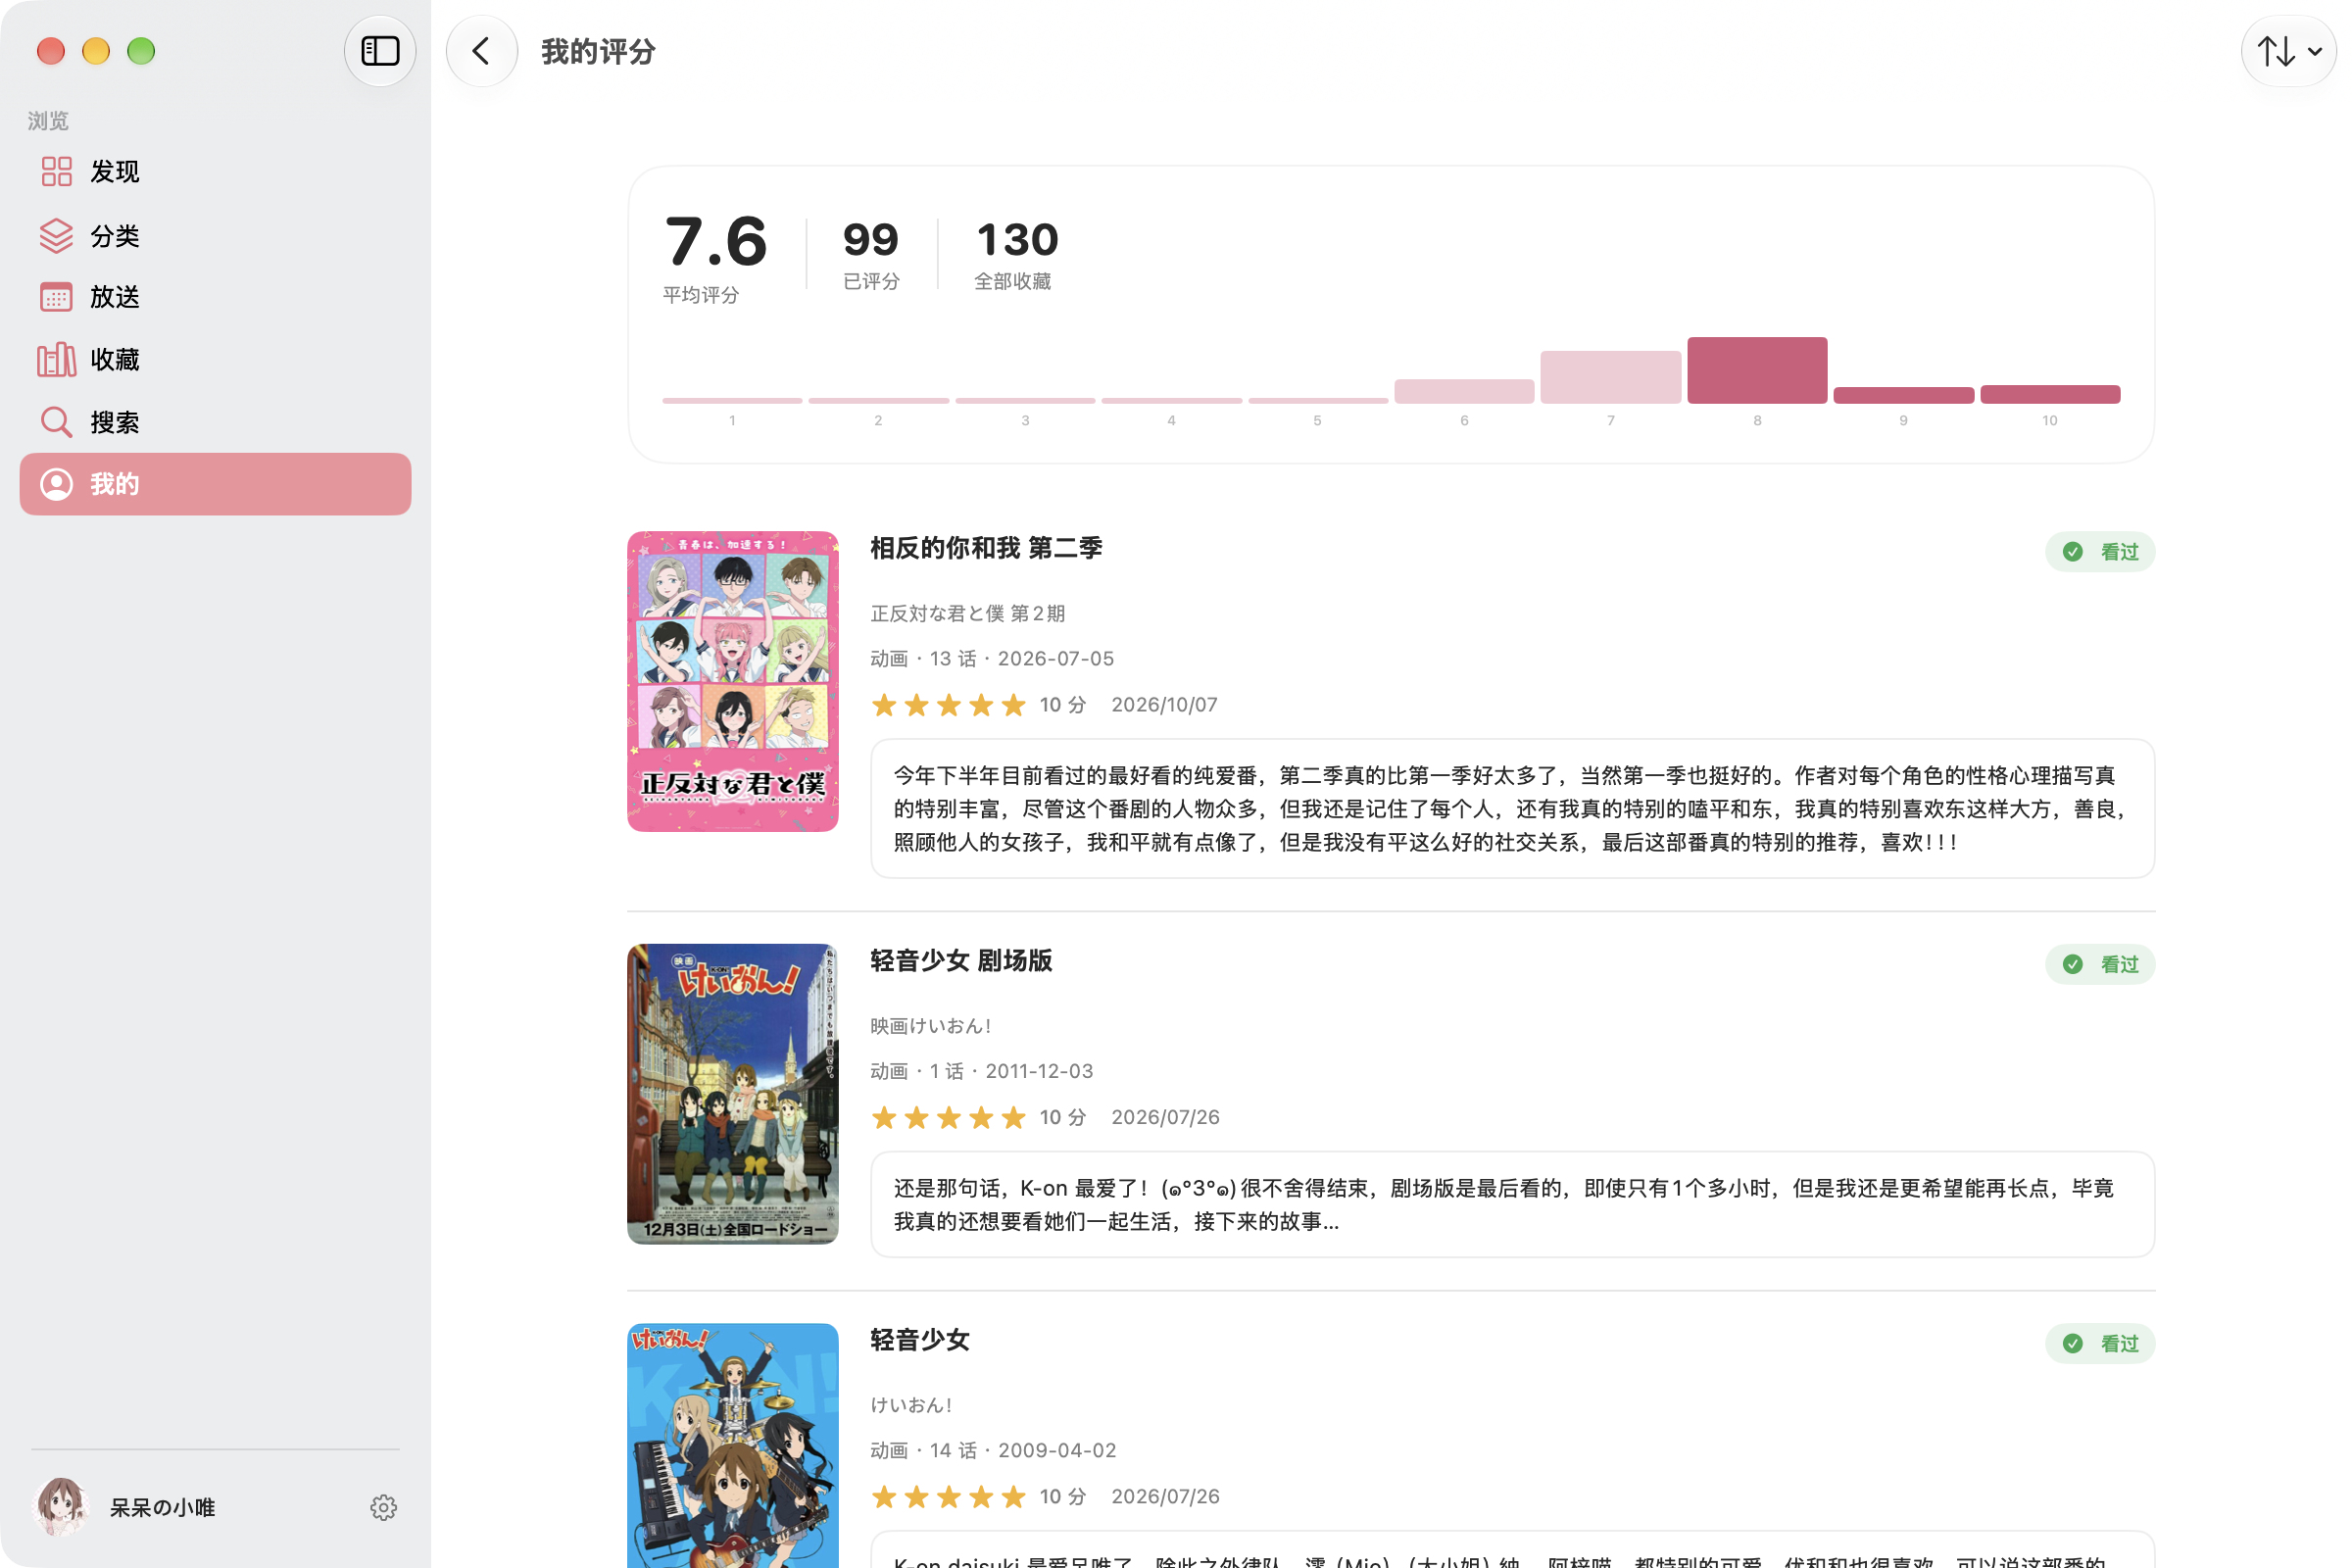 我的评分
浏览
发现
分类
放送
收藏
搜索
我的
呆呆の小唯
7.6
平均评分
99
已评分
130
全部收藏
1 2 3 4 5 6 7 8 9 10
青春は、加速する！
正反対な君と僕
相反的你和我 第二季
看过
正反対な君と僕 第2期
动画 · 13 话 · 2026-07-05
10 分 2026/10/07
今年下半年目前看过的最好看的纯爱番，第二季真的比第一季好太多了，当然第一季也挺好的。作者对每个角色的性格心理描写真
的特别丰富，尽管这个番剧的人物众多，但我还是记住了每个人，还有我真的特别的嗑平和东，我真的特别喜欢东这样大方，善良，
照顾他人的女孩子，我和平就有点像了，但是我没有平这么好的社交关系，最后这部番真的特别的推荐，喜欢！！！
映画
けいおん！
私たちはいつまでも放課後です。
12月3日(土)全国ロードショー
轻音少女 剧场版
看过
映画けいおん！
动画 · 1 话 · 2011-12-03
10 分 2026/07/26
还是那句话，K-on 最爱了！(๑°3°๑)很不舍得结束，剧场版是最后看的，即使只有1个多小时，但是我还是更希望能再长点，毕竟
我真的还想要看她们一起生活，接下来的故事...
けいおん！
K-ON!
轻音少女
看过
けいおん！
动画 · 14 话 · 2009-04-02
10 分 2026/07/26